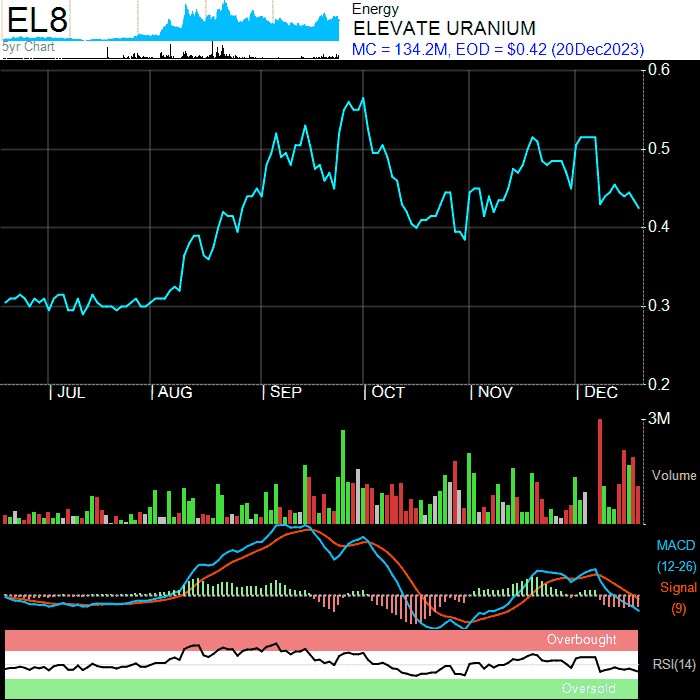 EL8
5yr Chart
Energy
ELEVATE URANIUM
MC = 134.2M, EOD = $0.42 (20Dec2023)
0.6
0.5
0.4
0.3
0.2
| JUL | AUG | SEP | OCT | NOV | DEC
3M
Volume
MACD
(12-26)
Signal
(9)
Overbought
RSI(14)
Oversold